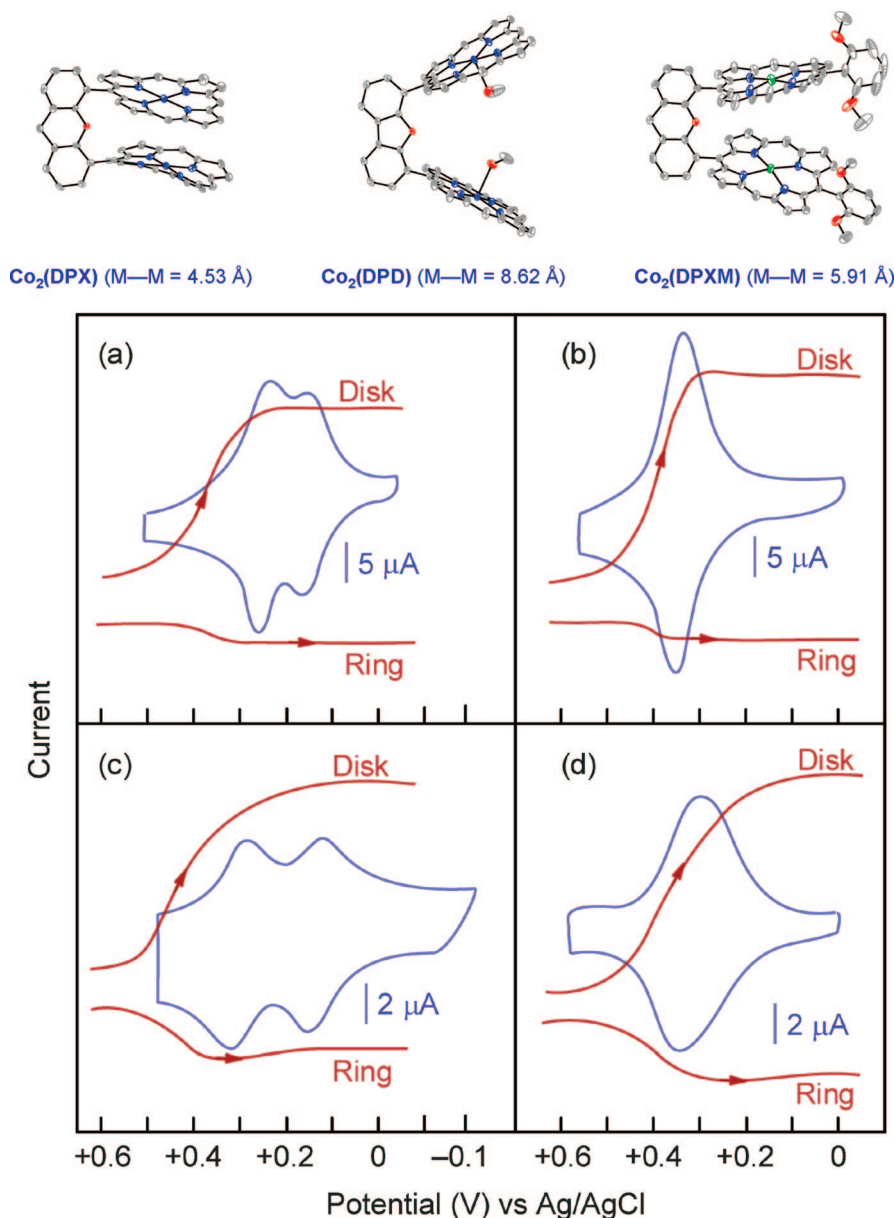 Co₂(DPX) (M—M = 4.53 Å)
Co₂(DPD) (M—M = 8.62 Å)
Co₂(DPXM) (M—M = 5.91 Å)
(a)
Disk
5 μA
Ring
(b)
Disk
5 μA
Ring
(c)
Disk
2 μA
Ring
(d)
Disk
2 μA
Ring
Current
+0.6 +0.4 +0.2 0 –0.1
+0.6 +0.4 +0.2 0
Potential (V) vs Ag/AgCl